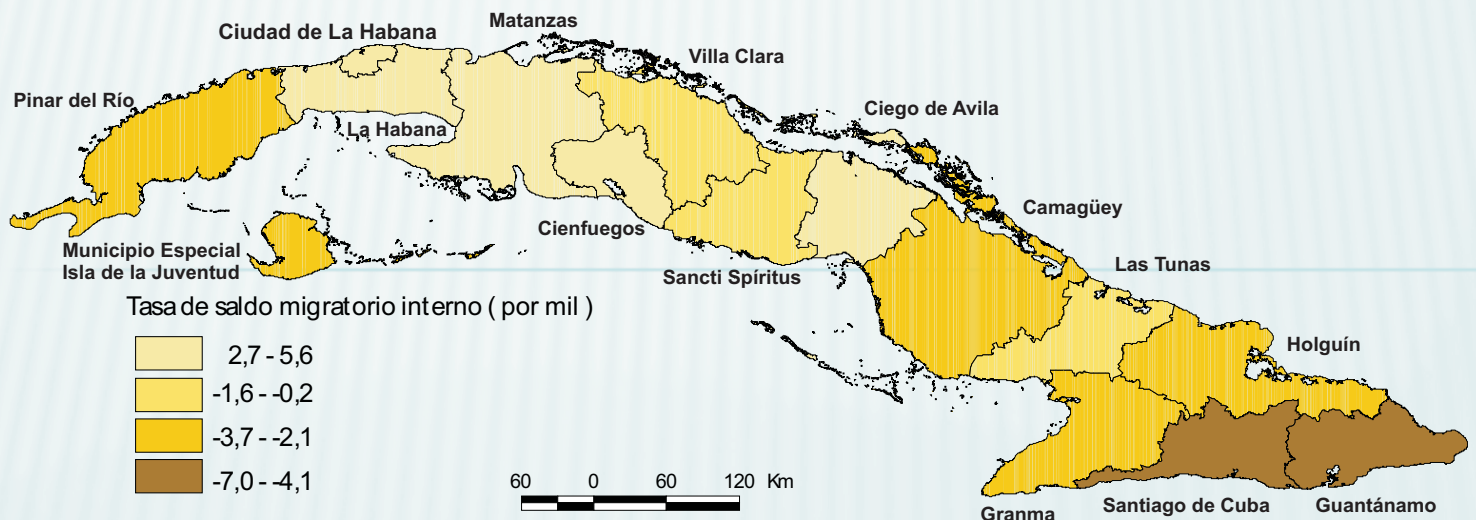 Matanzas
Ciudad de La Habana
Villa Clara
Pinar del Río
Ciego de Avila
La Habana
Camagüey
Cienfuegos
Municipio Especial
Isla de la Juventud
Sancti Spíritus
Las Tunas
Tasa de saldo migratorio interno ( por mil )
2,7 - 5,6
-1,6 - -0,2
-3,7 - -2,1
-7,0 - -4,1
Holguín
60 0 60 120 Km
Granma
Santiago de Cuba
Guantánamo